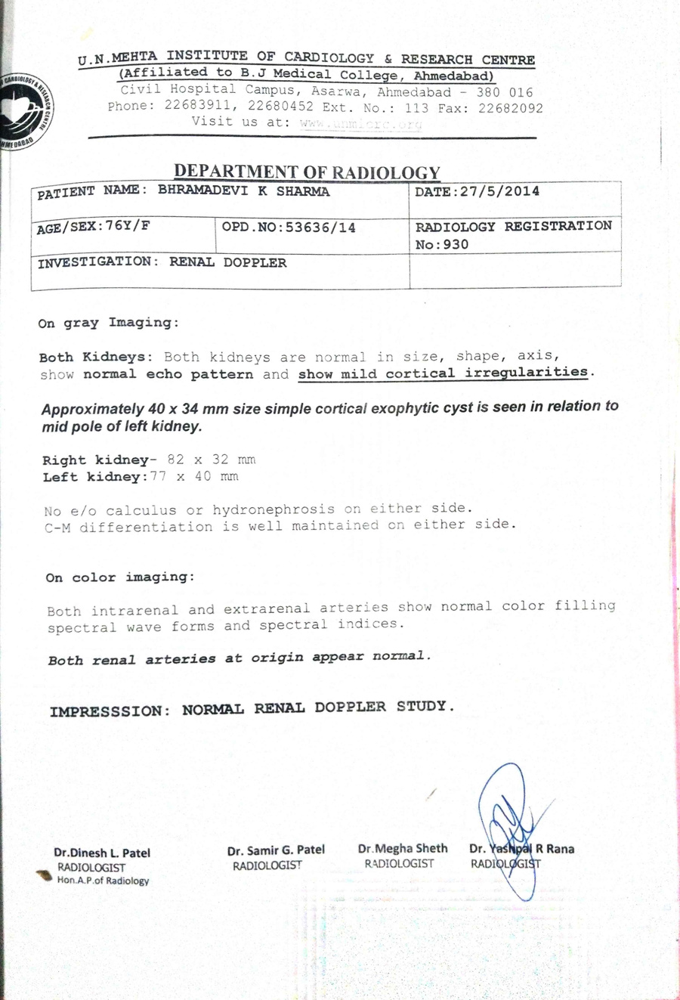 U.N.MEHTA INSTITUTE OF CARDIOLOGY & RESEARCH CENTRE
(Affiliated to B.J Medical College, Ahmedabad)
Civil Hospital Campus, Asarwa, Ahmedabad – 380 016
Phone: 22683911, 22680452 Ext. No.: 113 Fax: 22682092
Visit us at: www.unmicrc.org
CARDIOLOGY & RESEARCH CENTRE
AHMEDABAD
DEPARTMENT OF RADIOLOGY
PATIENT NAME: BHRAMADEVI K SHARMA DATE:27/5/2014
AGE/SEX:76Y/F OPD.NO:53636/14 RADIOLOGY REGISTRATION
No:930
INVESTIGATION: RENAL DOPPLER
On gray Imaging:
Both Kidneys: Both kidneys are normal in size, shape, axis,
show normal echo pattern and show mild cortical irregularities.
Approximately 40 x 34 mm size simple cortical exophytic cyst is seen in relation to
mid pole of left kidney.
Right kidney- 82 x 32 mm
Left kidney:77 x 40 mm
No e/o calculus or hydronephrosis on either side.
C-M differentiation is well maintained on either side.
On color imaging:
Both intrarenal and extrarenal arteries show normal color filling
spectral wave forms and spectral indices.
Both renal arteries at origin appear normal.
IMPRESSSION: NORMAL RENAL DOPPLER STUDY.
Dr.Dinesh L. Patel Dr. Samir G. Patel Dr.Megha Sheth Dr. Yashpal R Rana
RADIOLOGIST RADIOLOGIST RADIOLOGIST RADIOLOGIST
Hon.A.P.of Radiology